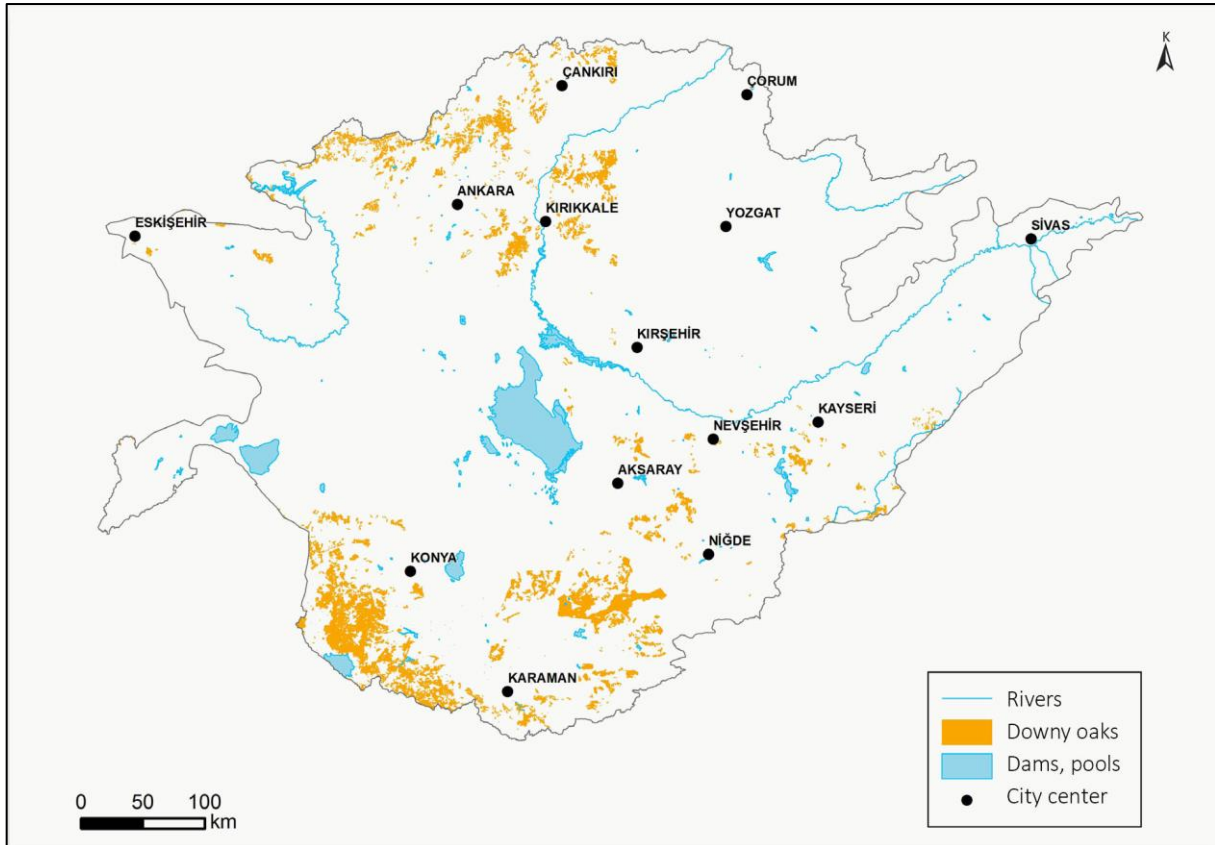 K
ÇANKIRI
ÇORUM
ANKARA
KIRIKKALE
ESKİŞEHİR
YOZGAT
SİVAS
KIRŞEHİR
KAYSERİ
NEVŞEHİR
AKSARAY
NİĞDE
KONYA
KARAMAN
Rivers
Downy oaks
Dams, pools
City center
0 50 100
km